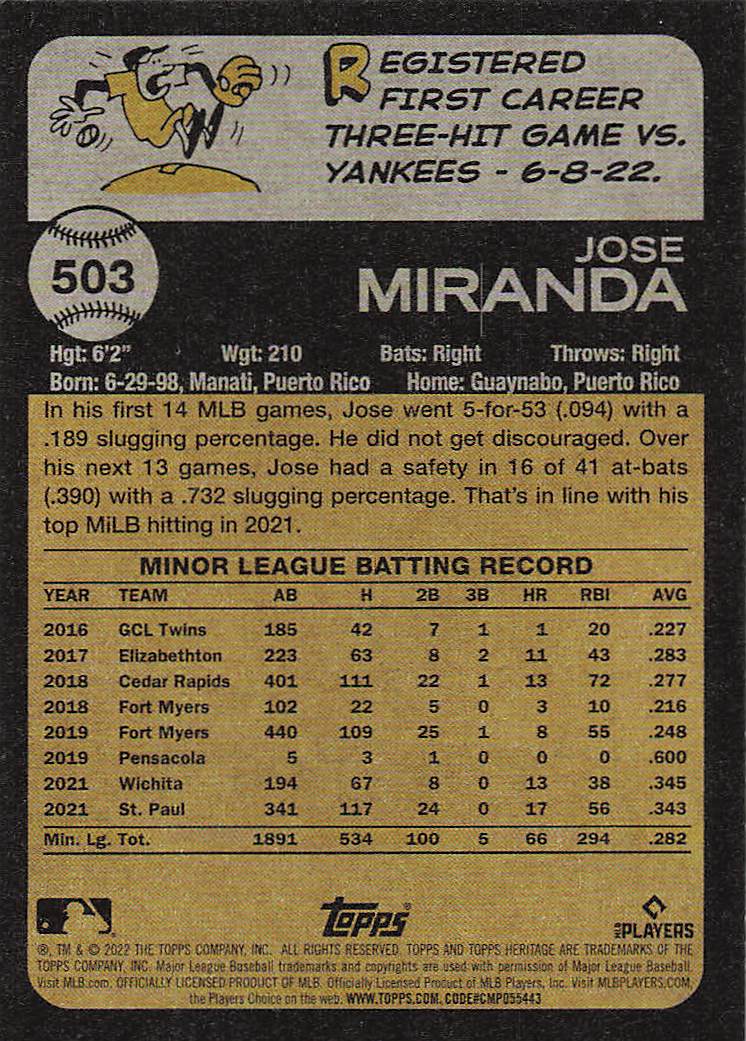 REGISTERED
FIRST CAREER
THREE-HIT GAME VS.
YANKEES - 6-8-22.
503
JOSE
MIRANDA
Hgt: 6'2" Wgt: 210 Bats: Right Throws: Right
Born: 6-29-98, Manati, Puerto Rico Home: Guaynabo, Puerto Rico
In his first 14 MLB games, Jose went 5-for-53 (.094) with a
.189 slugging percentage. He did not get discouraged. Over
his next 13 games, Jose had a safety in 16 of 41 at-bats
(.390) with a .732 slugging percentage. That's in line with his
top MiLB hitting in 2021.
MINOR LEAGUE BATTING RECORD
YEAR TEAM AB H 2B 3B HR RBI AVG
2016 GCL Twins 185 42 7 1 1 20 .227
2017 Elizabethton 223 63 8 2 11 43 .283
2018 Cedar Rapids 401 111 22 1 13 72 .277
2018 Fort Myers 102 22 5 0 3 10 .216
2019 Fort Myers 440 109 25 1 8 55 .248
2019 Pensacola 5 3 1 0 0 0 .600
2021 Wichita 194 67 8 0 13 38 .345
2021 St. Paul 341 117 24 0 17 56 .343
Min. Lg. Tot. 1891 534 100 5 66 294 .282
TOPPS®
MLB PLAYERS
®, TM & © 2022 THE TOPPS COMPANY, INC. ALL RIGHTS RESERVED. TOPPS AND TOPPS HERITAGE ARE TRADEMARKS OF THE
TOPPS COMPANY, INC. Major League Baseball trademarks and copyrights are used with permission of Major League Baseball.
Visit MLB.com. OFFICIALLY LICENSED PRODUCT OF MLB. Officially Licensed Product of MLB Players, Inc. Visit MLBPLAYERS.COM,
the Players Choice on the web. WWW.TOPPS.COM. CODE#CMP055443